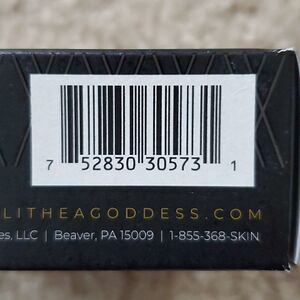 7 52830 30573 1
LITHEAGODDESS.COM
es, LLC | Beaver, PA 15009 | 1-855-368-SKIN